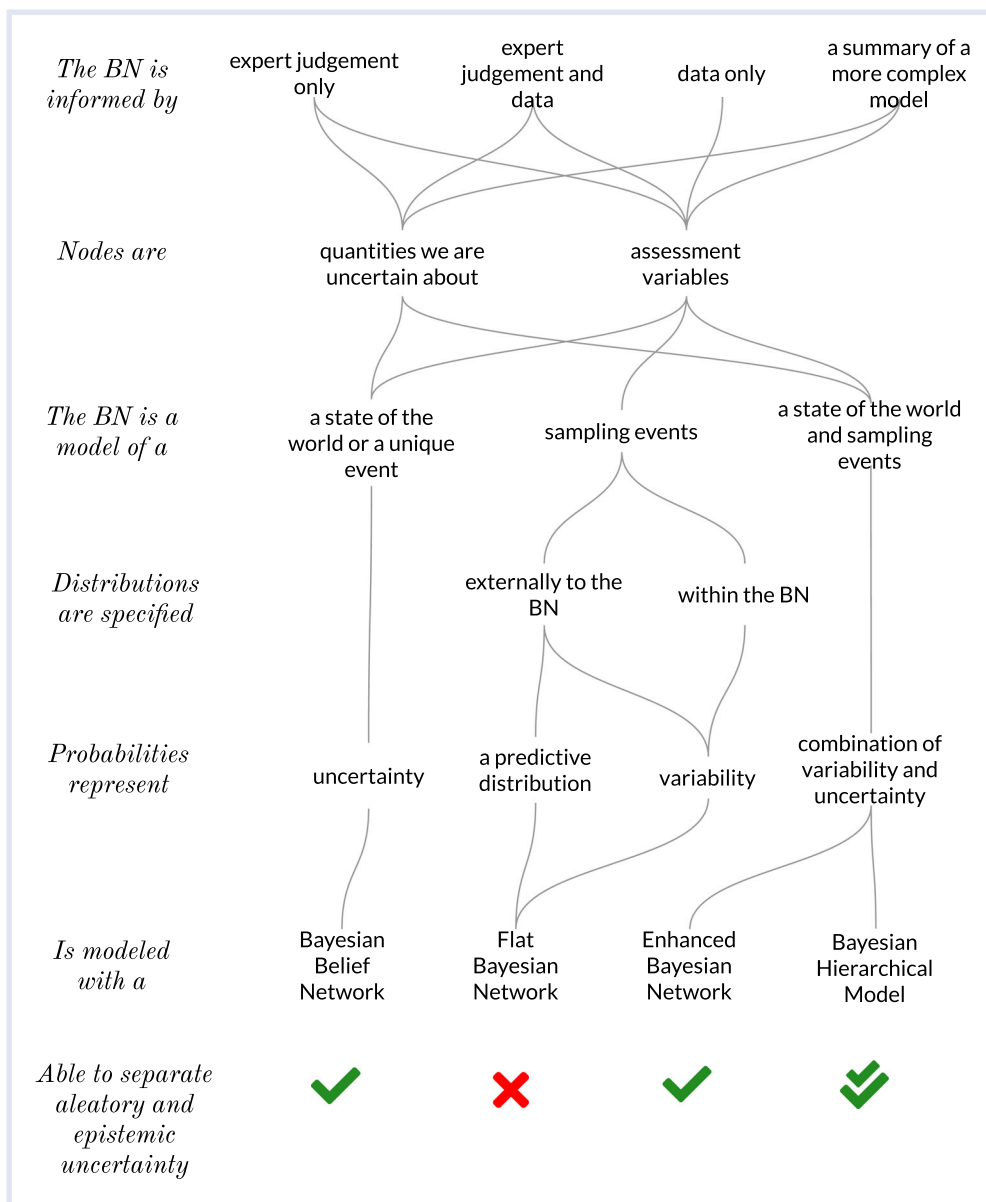 The BN is
informed by
expert judgement
only
expert
judgement and
data
data only
a summary of a
more complex
model
Nodes are
quantities we are
uncertain about
assessment
variables
The BN is a
model of a
a state of the
world or a unique
event
sampling events
a state of the world
and sampling
events
Distributions
are specified
externally to the
BN
within the BN
Probabilities
represent
uncertainty
a predictive
distribution
variability
combination of
variability and
uncertainty
Is modeled
with a
Bayesian
Belief
Network
Flat
Bayesian
Network
Enhanced
Bayesian
Network
Bayesian
Hierarchical
Model
Able to separate
aleatory and
epistemic
uncertainty